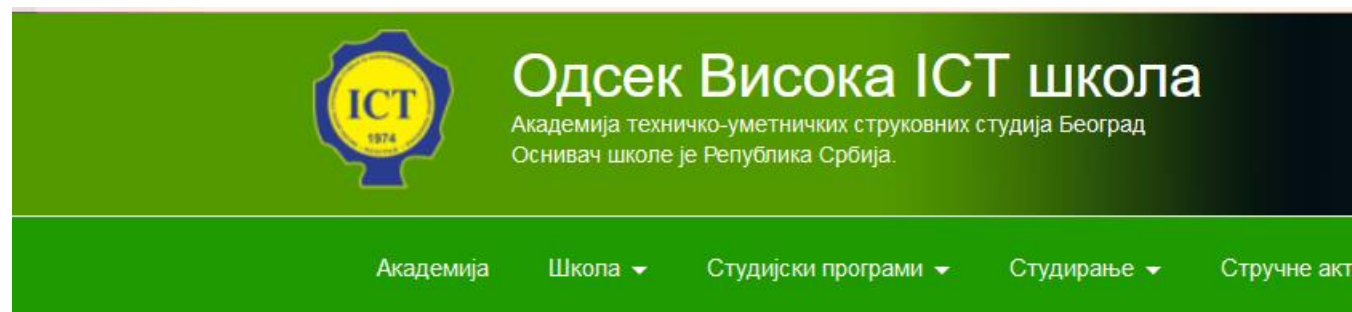 ICT
1974
Одсек Висока ICT школа
Академија техничко-уметничких струковних студија Београд
Оснивач школе је Република Србија.
Академија Школа Студијски програми Студирање Стручне акт